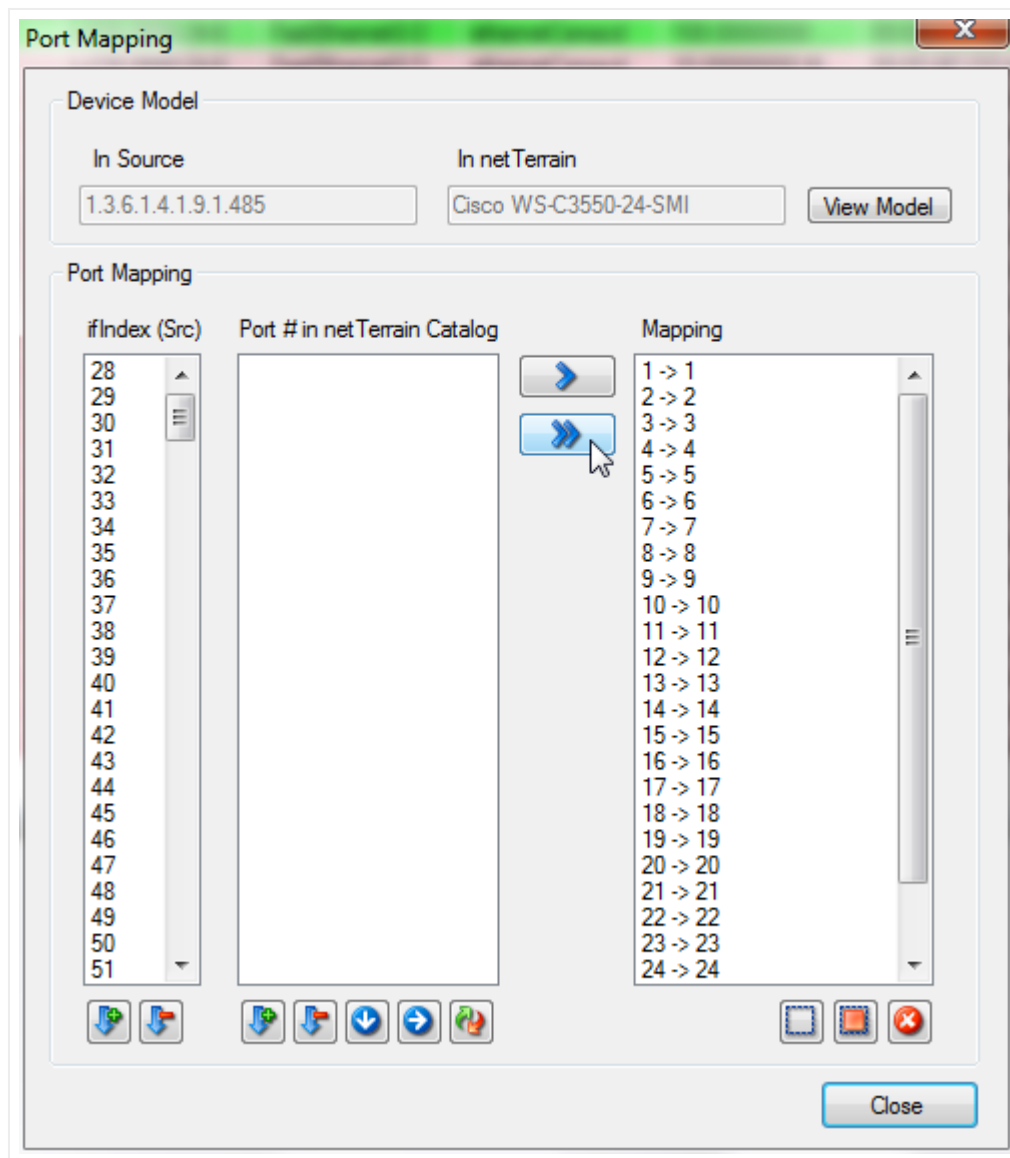 Port Mapping
Device Model
In Source In netTerrain
1.3.6.1.4.1.9.1.485 Cisco WS-C3550-24-SMI View Model
Port Mapping
ifIndex (Src) Port # in netTerrain Catalog Mapping
28 1 -> 1
29 2 -> 2
30 3 -> 3
31 4 -> 4
32 5 -> 5
33 6 -> 6
34 7 -> 7
35 8 -> 8
36 9 -> 9
37 10 -> 10
38 11 -> 11
39 12 -> 12
40 13 -> 13
41 14 -> 14
42 15 -> 15
43 16 -> 16
44 17 -> 17
45 18 -> 18
46 19 -> 19
47 20 -> 20
48 21 -> 21
49 22 -> 22
50 23 -> 23
51 24 -> 24
Close